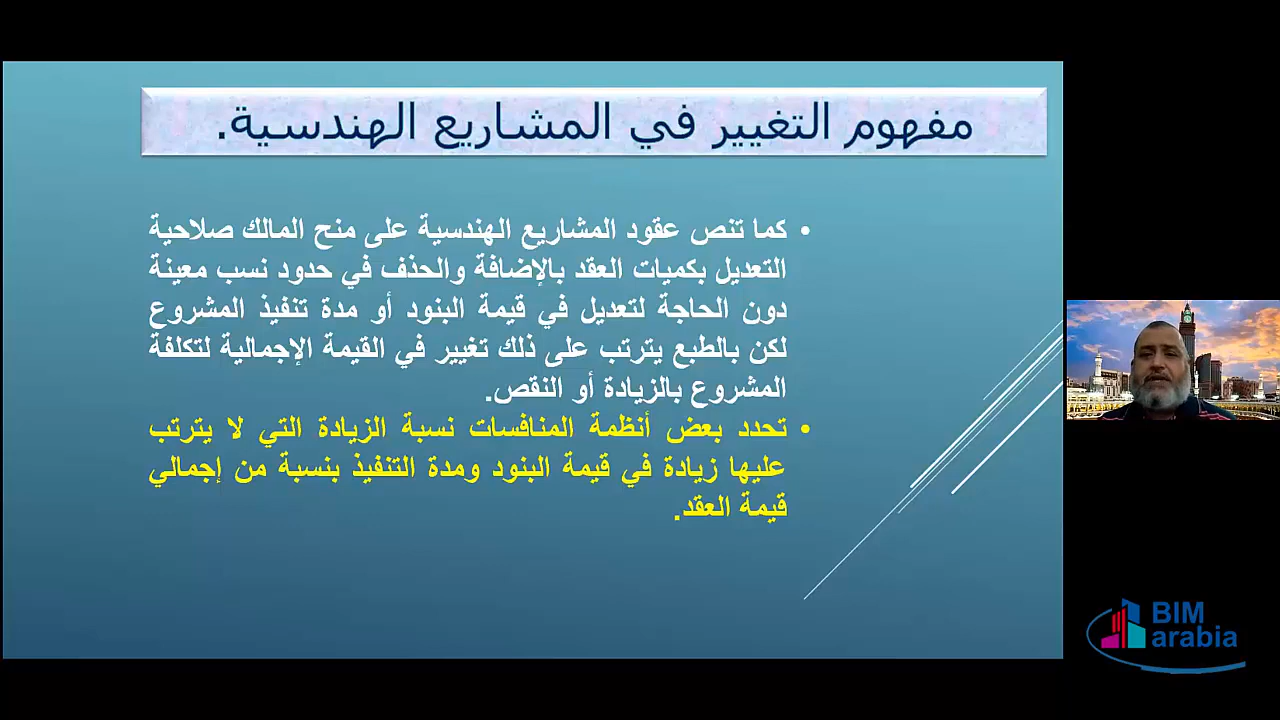 مفهوم التغيير في المشاريع الهندسية.
• كما تنص عقود المشاريع الهندسية على منح المالك صلاحية
التعديل بكميات العقد بالإضافة والحذف في حدود نسب معينة
دون الحاجة لتعديل في قيمة البنود أو مدة تنفيذ المشروع
لكن بالطبع يترتب على ذلك تغيير في القيمة الإجمالية لتكلفة
المشروع بالزيادة أو النقص.
• تحدد بعض أنظمة المنافسات نسبة الزيادة التي لا يترتب
عليها زيادة في قيمة البنود ومدة التنفيذ بنسبة من إجمالي
قيمة العقد.
BIM
arabia